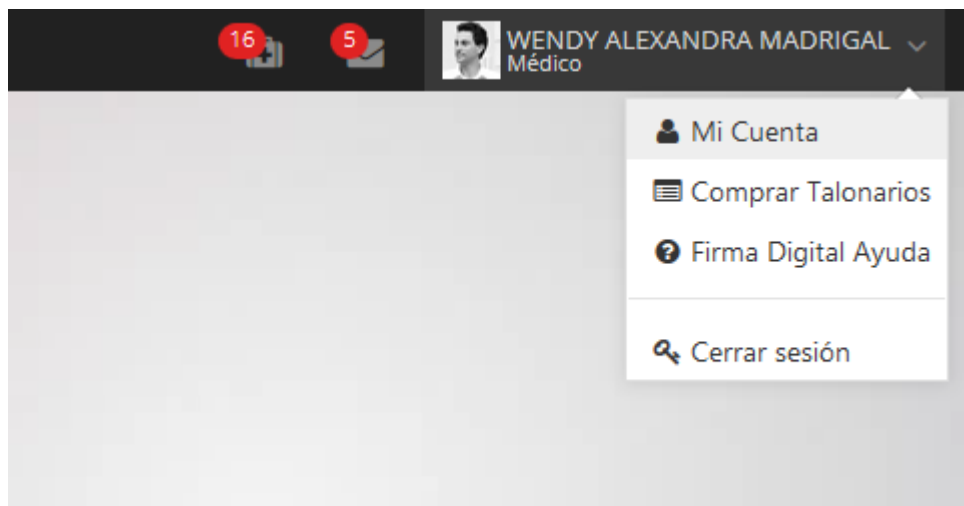 16
5
WENDY ALEXANDRA MADRIGAL
Médico
Mi Cuenta
Comprar Talonarios
Firma Digital Ayuda
Cerrar sesión